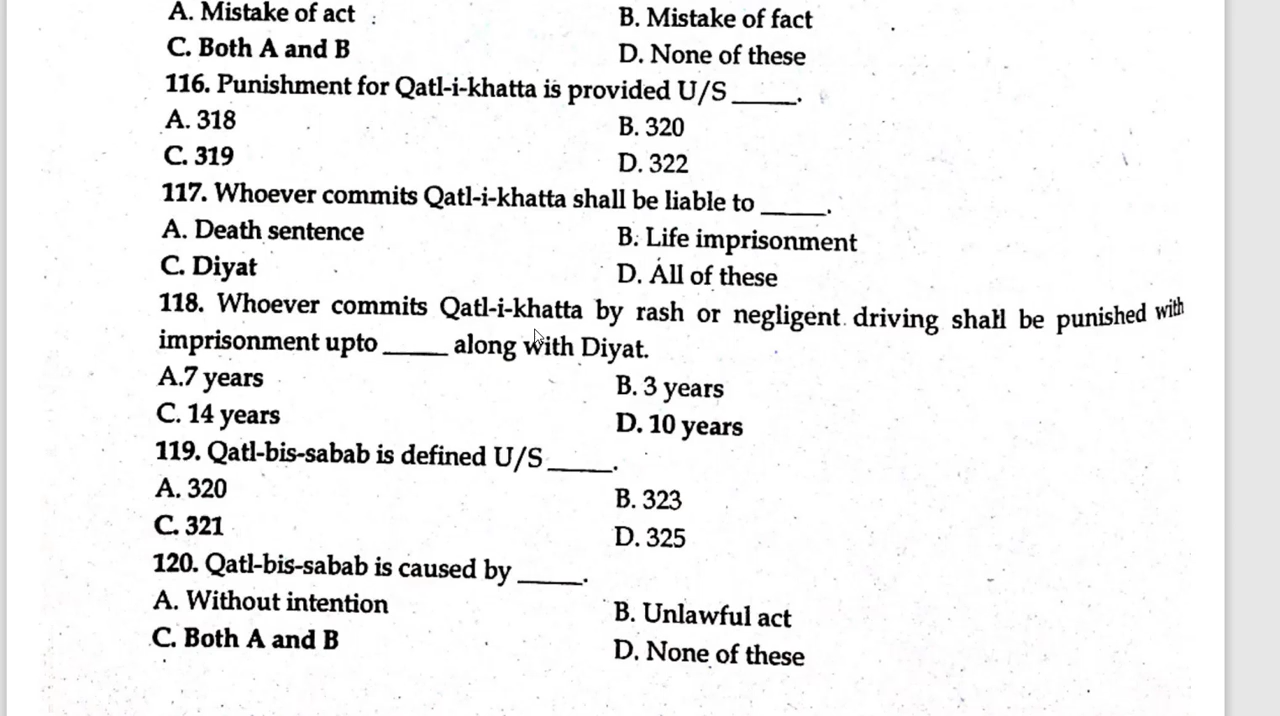 A. Mistake of act
B. Mistake of fact
C. Both A and B
D. None of these
116. Punishment for Qatl-i-khatta is provided U/S_____.
A. 318
B. 320
C. 319
D. 322
117. Whoever commits Qatl-i-khatta shall be liable to _____.
A. Death sentence
B. Life imprisonment
C. Diyat
D. All of these
118. Whoever commits Qatl-i-khatta by rash or negligent driving shall be punished with
imprisonment upto _____ along with Diyat.
A.7 years
B. 3 years
C. 14 years
D. 10 years
119. Qatl-bis-sabab is defined U/S_____.
A. 320
B. 323
C. 321
D. 325
120. Qatl-bis-sabab is caused by _____.
A. Without intention
B. Unlawful act
C. Both A and B
D. None of these